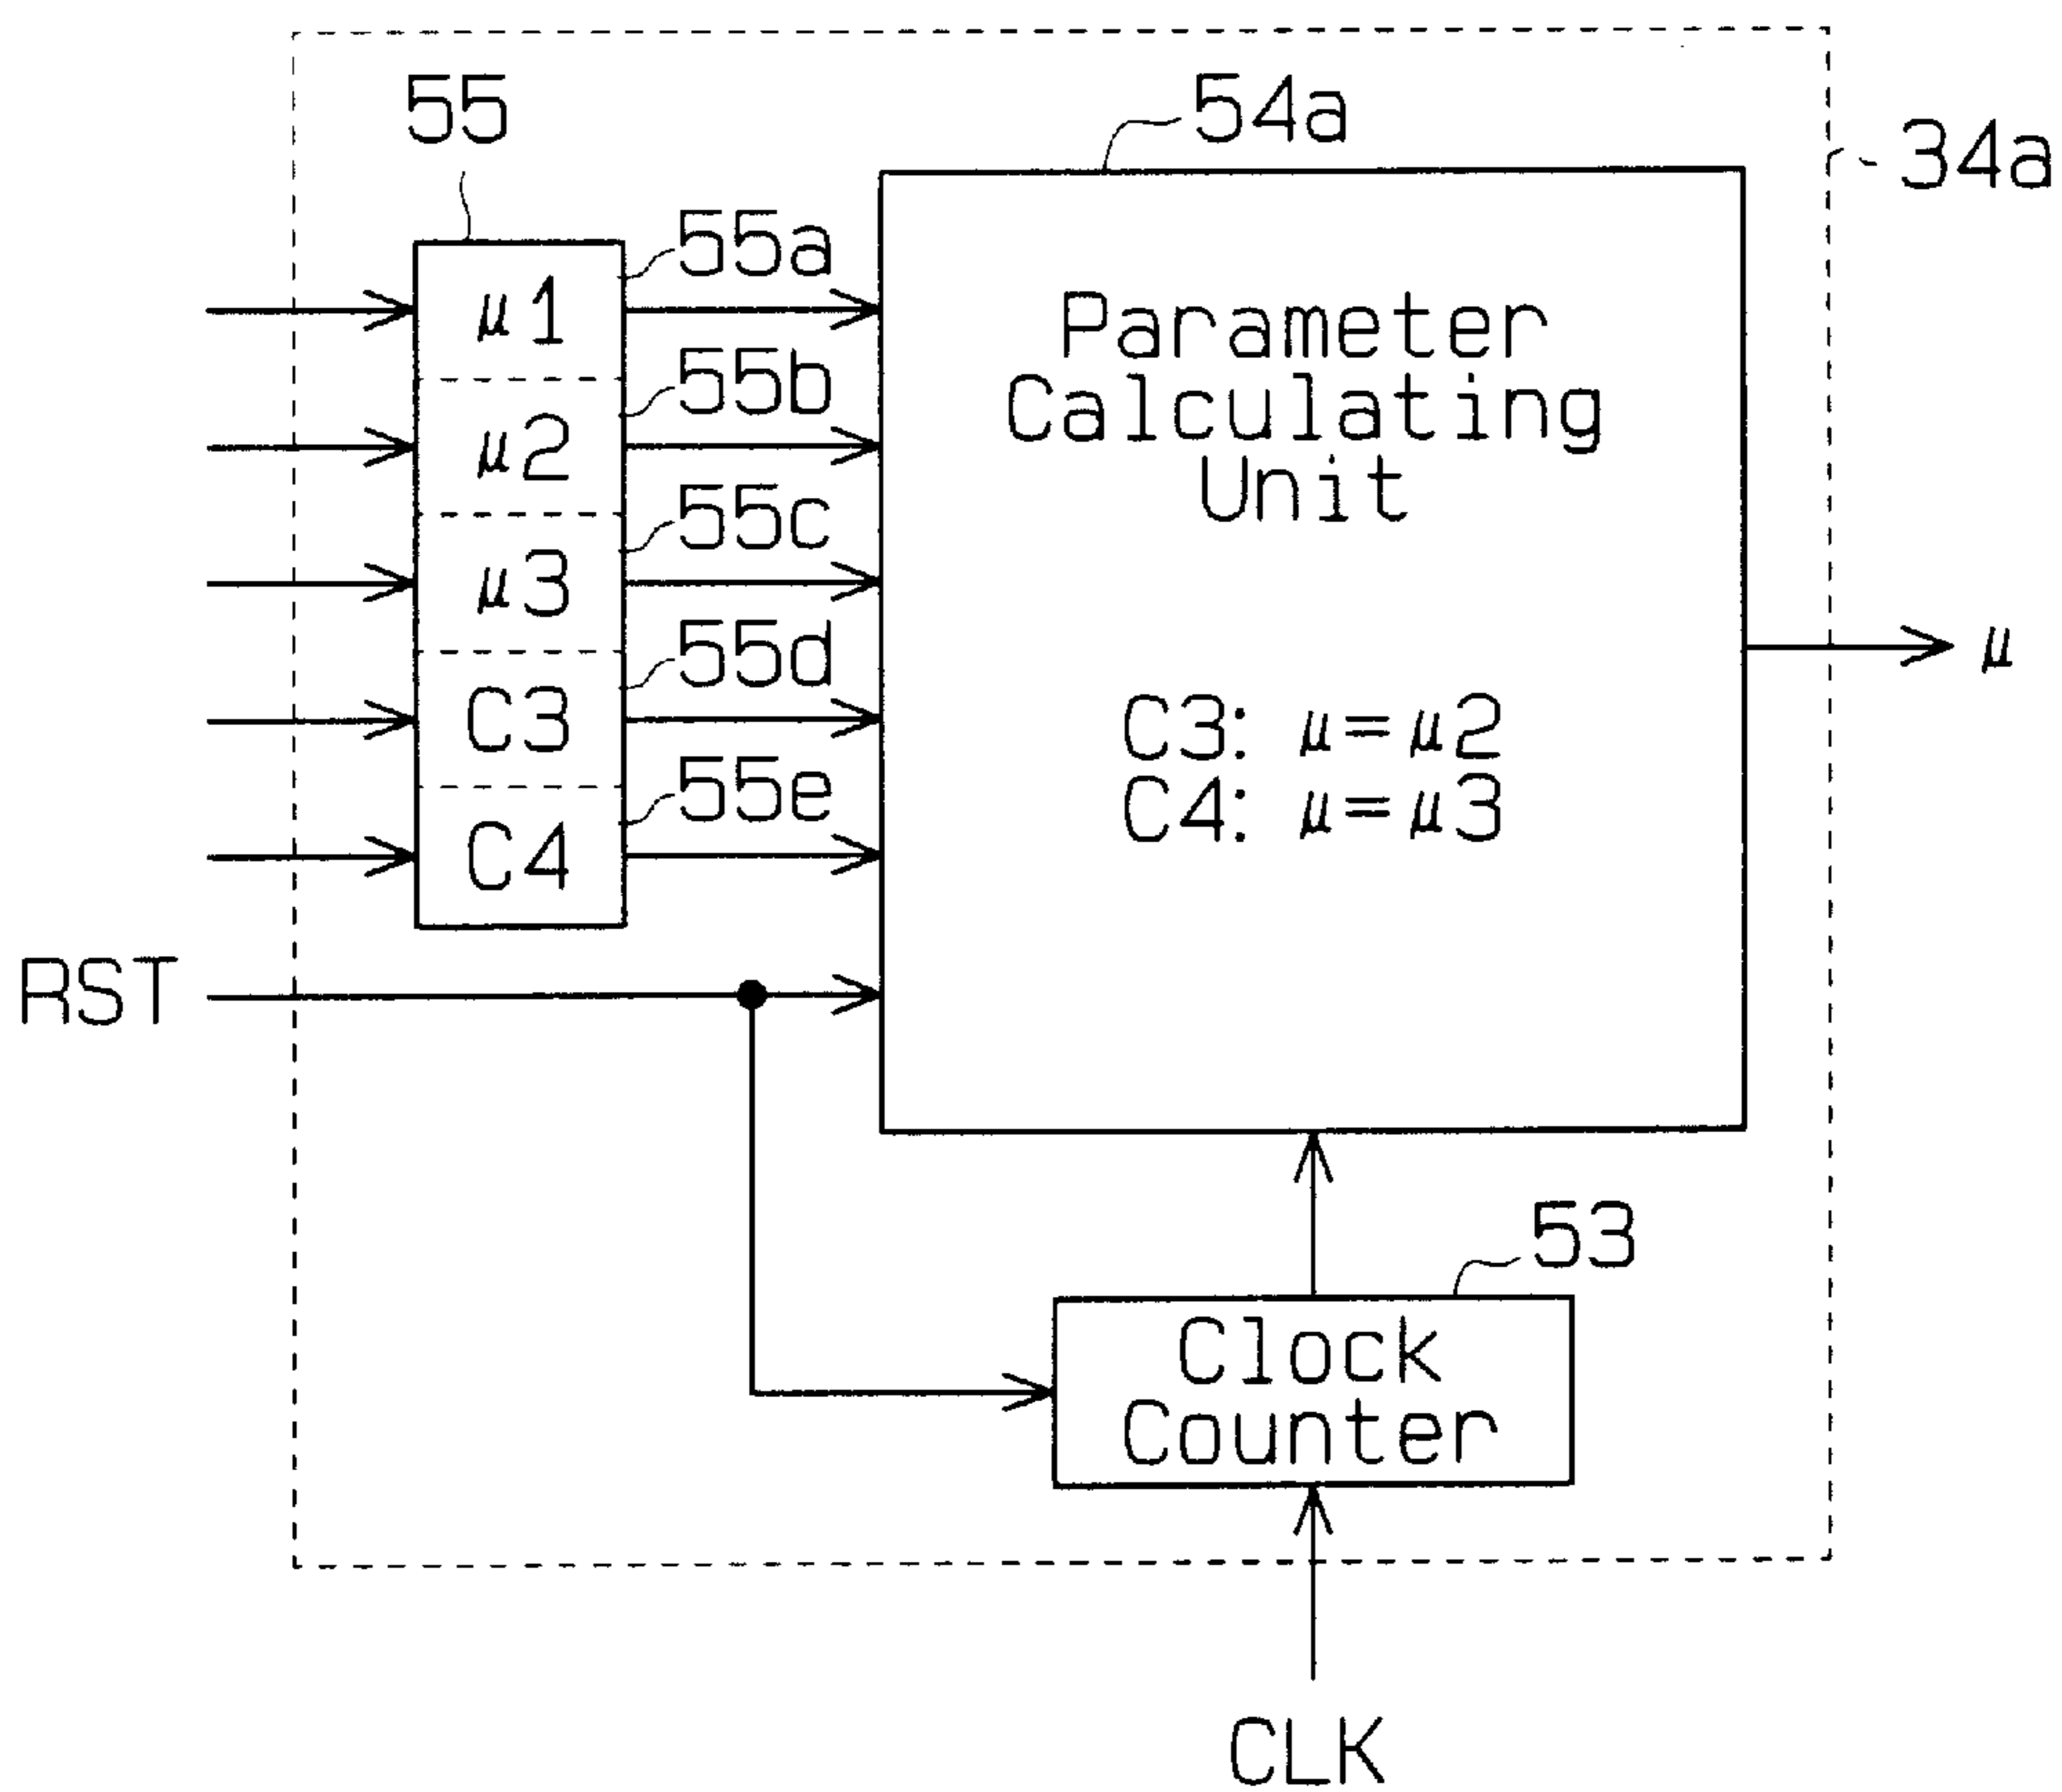 55
54a
34a
55a
μ1
55b
μ2
55c
μ3
55d
C3
55e
C4
Parameter
Calculating
Unit
C3: μ=μ2
C4: μ=μ3
μ
RST
53
Clock
Counter
CLK